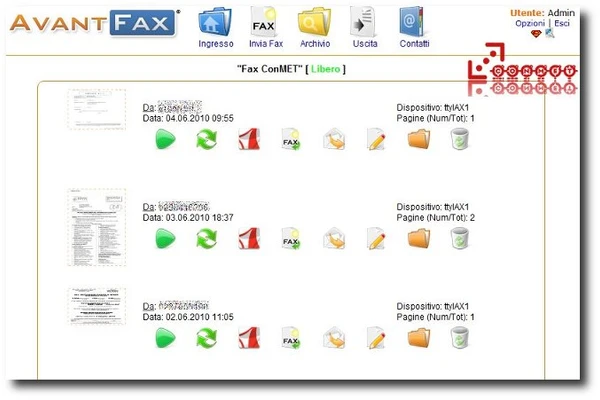 AVANTFAX®
Utente: Admin
Opzioni | Esci
FAX
Ingresso
Invia Fax
Archivio
Uscita
Contatti
"Fax ConMET" [ Libero ]
CONMET
Da:
Data: 04.06.2010 09:55
Dispositivo: ttyIAX1
Pagine (Num/Tot): 1
FAX
Da:
Data: 03.06.2010 18:37
Dispositivo: ttyIAX1
Pagine (Num/Tot): 2
FAX
Da:
Data: 02.06.2010 11:05
Dispositivo: ttyIAX1
Pagine (Num/Tot): 1
FAX